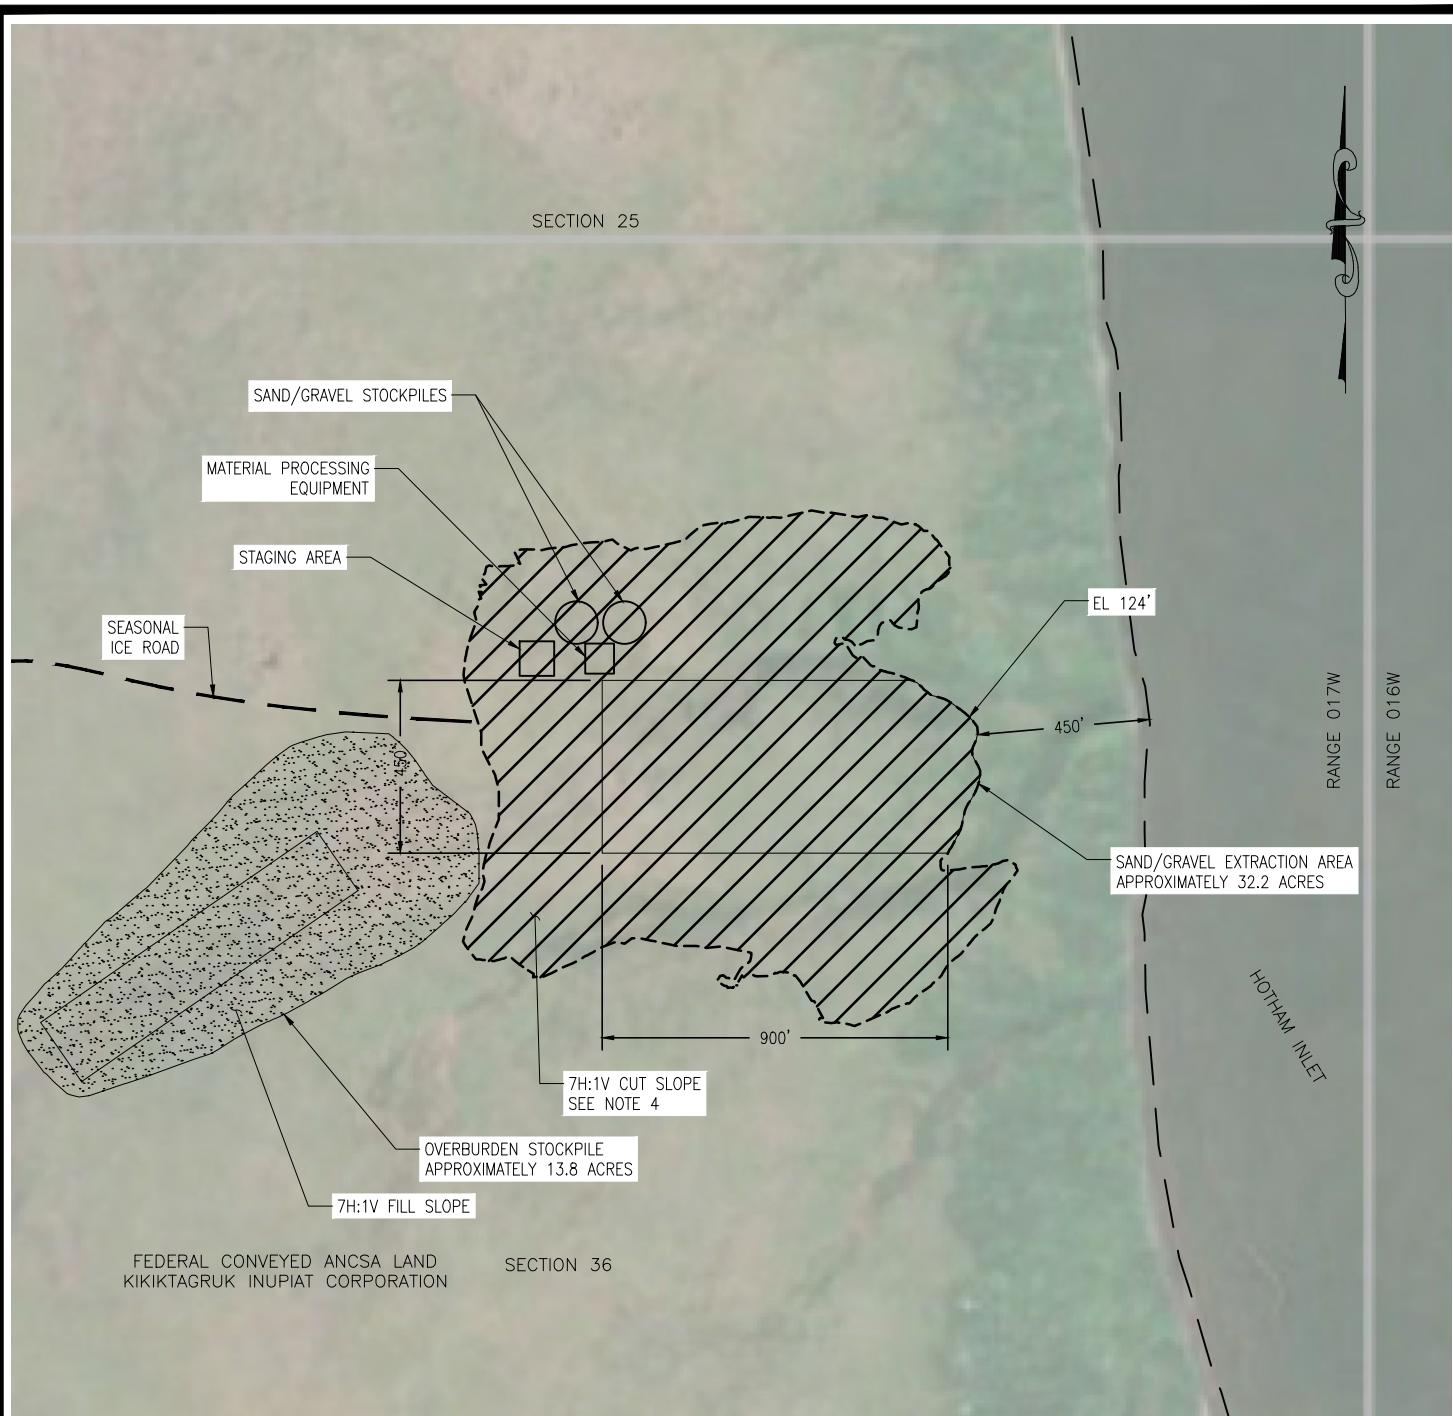 SECTION 25
SAND/GRAVEL STOCKPILES
MATERIAL PROCESSING
EQUIPMENT
STAGING AREA
EL 124'
SEASONAL
ICE ROAD
RANGE 017W
RANGE 016W
450'
450'
SAND/GRAVEL EXTRACTION AREA
APPROXIMATELY 32.2 ACRES
HOTHAM INLET
900'
7H:1V CUT SLOPE
SEE NOTE 4
OVERBURDEN STOCKPILE
APPROXIMATELY 13.8 ACRES
7H:1V FILL SLOPE
FEDERAL CONVEYED ANCSA LAND
KIKIKTAGRUK INUPIAT CORPORATION
SECTION 36